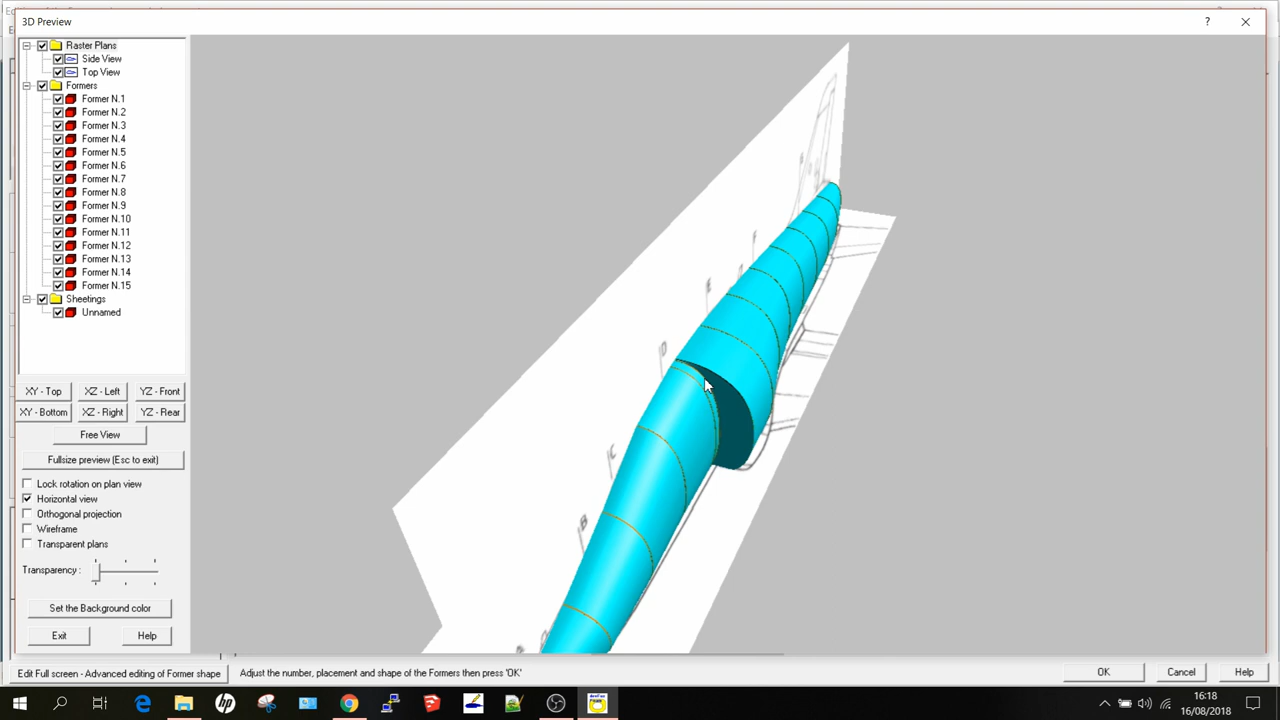 3D Preview
?
Raster Plans
Side View
Top View
Formers
Former N.1
Former N.2
Former N.3
Former N.4
Former N.5
Former N.6
Former N.7
Former N.8
Former N.9
Former N.10
Former N.11
Former N.12
Former N.13
Former N.14
Former N.15
Sheetings
Unnamed
XY - Top
XZ - Left
YZ - Front
XY - Bottom
XZ - Right
YZ - Rear
Free View
Fullsize preview (Esc to exit)
Lock rotation on plan view
Horizontal view
Orthogonal projection
Wireframe
Transparent plans
Transparency :
Set the Background color
Exit
Help
E
D
C
B
Edit Full screen - Advanced editing of Former shape
Adjust the number, placement and shape of the Formers then press 'OK'
OK
Cancel
Help
hp
16:18
16/08/2018